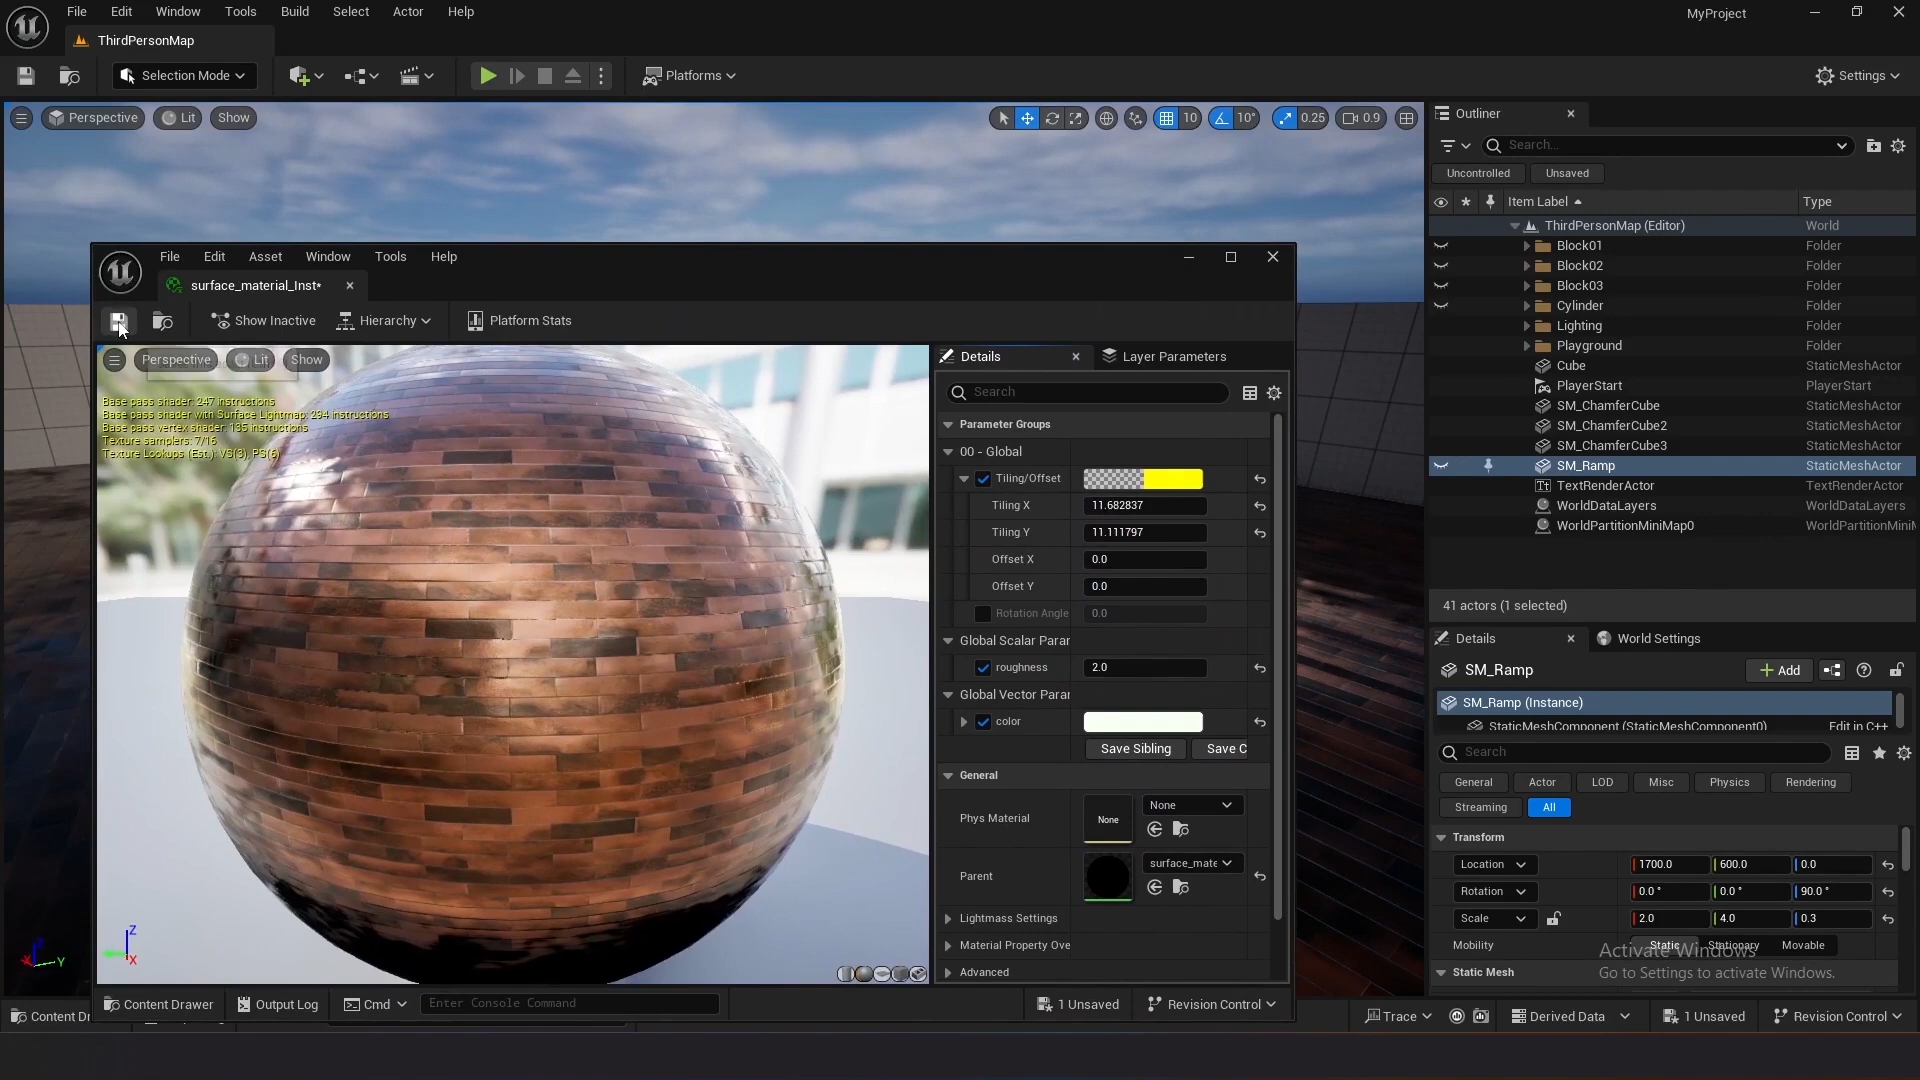 File Edit Window Tools Build Select Actor Help
MyProject
ThirdPersonMap
Selection Mode
Platforms
Settings
Perspective Lit Show
10 10° 0.25 0.9
Outliner
Search...
Uncontrolled Unsaved
Item Label Type
ThirdPersonMap (Editor) World
Block01 Folder
Block02 Folder
Block03 Folder
Cylinder Folder
Lighting Folder
Playground Folder
Cube StaticMeshActor
PlayerStart PlayerStart
SM_ChamferCube StaticMeshActor
SM_ChamferCube2 StaticMeshActor
SM_ChamferCube3 StaticMeshActor
SM_Ramp StaticMeshActor
TextRenderActor TextRenderActor
WorldDataLayers WorldDataLayers
WorldPartitionMiniMap0 WorldPartitionMiniM
41 actors (1 selected)
Details World Settings
SM_Ramp
Add
SM_Ramp (Instance)
StaticMeshComponent (StaticMeshComponent0) Edit in C++
Search
General Actor LOD Misc Physics Rendering
Streaming All
Transform
Location 1700.0 600.0 0.0
Rotation 0.0 ° 0.0 ° 90.0 °
Scale 2.0 4.0 0.3
Mobility Static Stationary Movable
Static Mesh
Activate Windows
Go to Settings to activate Windows.
File Edit Asset Window Tools Help
surface_material_Inst*
Show Inactive Hierarchy Platform Stats
Perspective Lit Show
Base pass shader: 247 instructions
Base pass shader with Surface Lightmap: 294 instructions
Base pass vertex shader: 135 instructions
Texture samplers: 7/16
Texture Lookups (Est.): VS(3), PS(6)
Z
X
Details Layer Parameters
Search
Parameter Groups
00 - Global
Tiling/Offset
Tiling X 11.682837
Tiling Y 11.111797
Offset X 0.0
Offset Y 0.0
Rotation Angle 0.0
Global Scalar Parar
roughness 2.0
Global Vector Parar
color
Save Sibling Save C
General
Phys Material None None
Parent surface_mate
Lightmass Settings
Material Property Ove
Advanced
Content Drawer Output Log Cmd Enter Console Command 1 Unsaved Revision Control
X Y
Content Dr
Trace Derived Data 1 Unsaved Revision Control